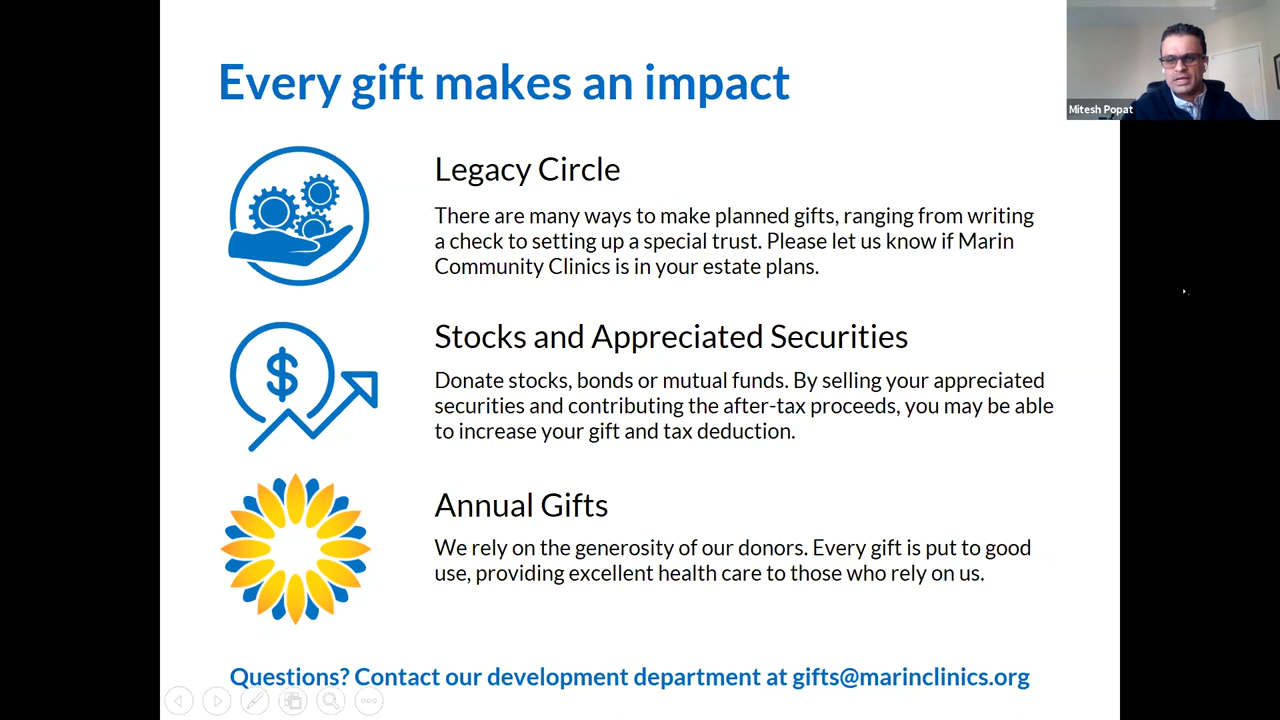 Every gift makes an impact
Mitesh Popat
Legacy Circle
There are many ways to make planned gifts, ranging from writing
a check to setting up a special trust. Please let us know if Marin
Community Clinics is in your estate plans.
$
Stocks and Appreciated Securities
Donate stocks, bonds or mutual funds. By selling your appreciated
securities and contributing the after-tax proceeds, you may be able
to increase your gift and tax deduction.
Annual Gifts
We rely on the generosity of our donors. Every gift is put to good
use, providing excellent health care to those who rely on us.
Questions? Contact our development department at gifts@marinclinics.org